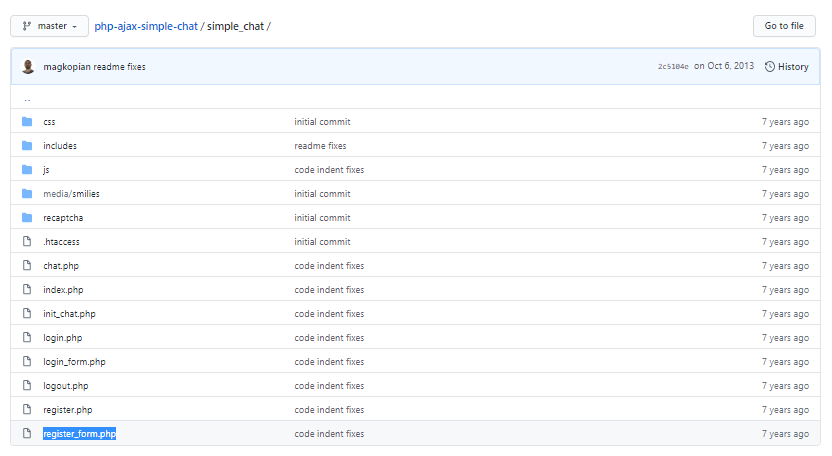 master php-ajax-simple-chat / simple_chat / Go to file
magkopian readme fixes 2c5104e on Oct 6, 2013 History
..
css initial commit 7 years ago
includes readme fixes 7 years ago
js code indent fixes 7 years ago
media/smilies initial commit 7 years ago
recaptcha initial commit 7 years ago
.htaccess initial commit 7 years ago
chat.php code indent fixes 7 years ago
index.php code indent fixes 7 years ago
init_chat.php code indent fixes 7 years ago
login.php code indent fixes 7 years ago
login_form.php code indent fixes 7 years ago
logout.php code indent fixes 7 years ago
register.php code indent fixes 7 years ago
register_form.php code indent fixes 7 years ago